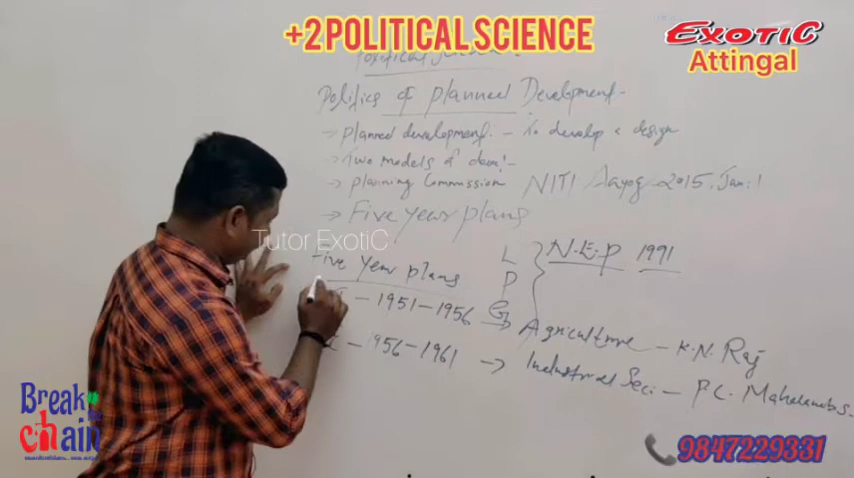 +2 POLITICAL SCIENCE
EXOTIC
Attingal
Politics of planned Development.
→ planned development. – To develop a design
→ Two models of
→ planning Commission NITI Aayog 2015. Jan. 1
→ Five year plans
Tutor ExotiC
Five year plans
L
P
G
N.E.P 1991
I – 1951 – 1956 → Agriculture – K.N. Raj
1956 – 1961 → Industrial Sec. – P.C. Mahalanobis
Break
the
chain
9847229331